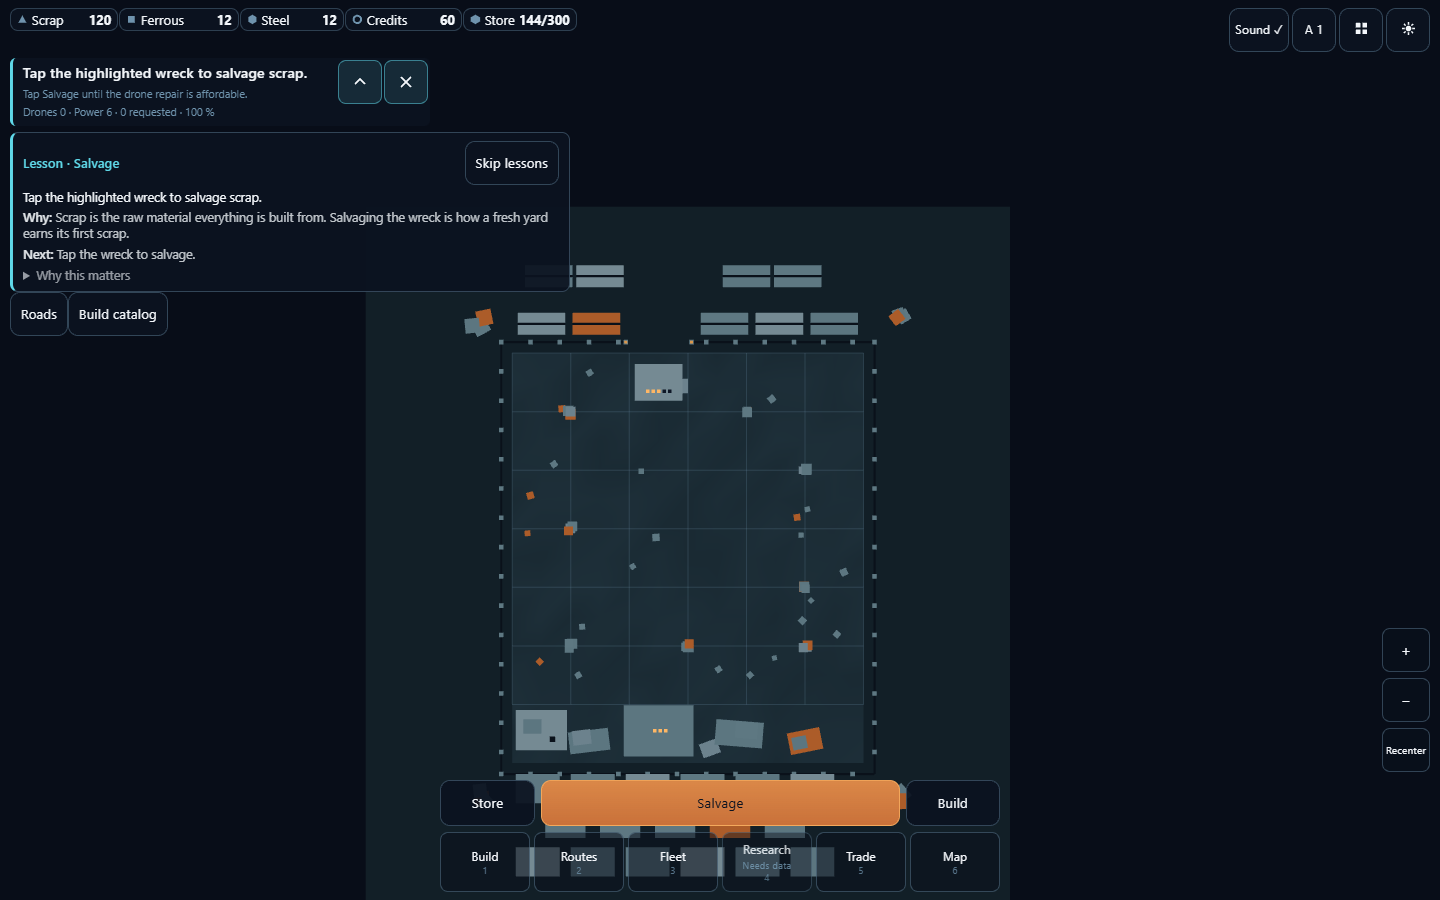 Scrap 120
Ferrous 12
Steel 12
Credits 60
Store 144/300
Sound ✓
A 1
Tap the highlighted wreck to salvage scrap.
Tap Salvage until the drone repair is affordable.
Drones 0 · Power 6 · 0 requested · 100 %
Lesson · Salvage
Skip lessons
Tap the highlighted wreck to salvage scrap.
Why: Scrap is the raw material everything is built from. Salvaging the wreck is how a fresh yard
earns its first scrap.
Next: Tap the wreck to salvage.
Why this matters
Roads
Build catalog
+
−
Recenter
Store
Salvage
Build
Build
1
Routes
2
Fleet
3
Research
Needs data
4
Trade
5
Map
6